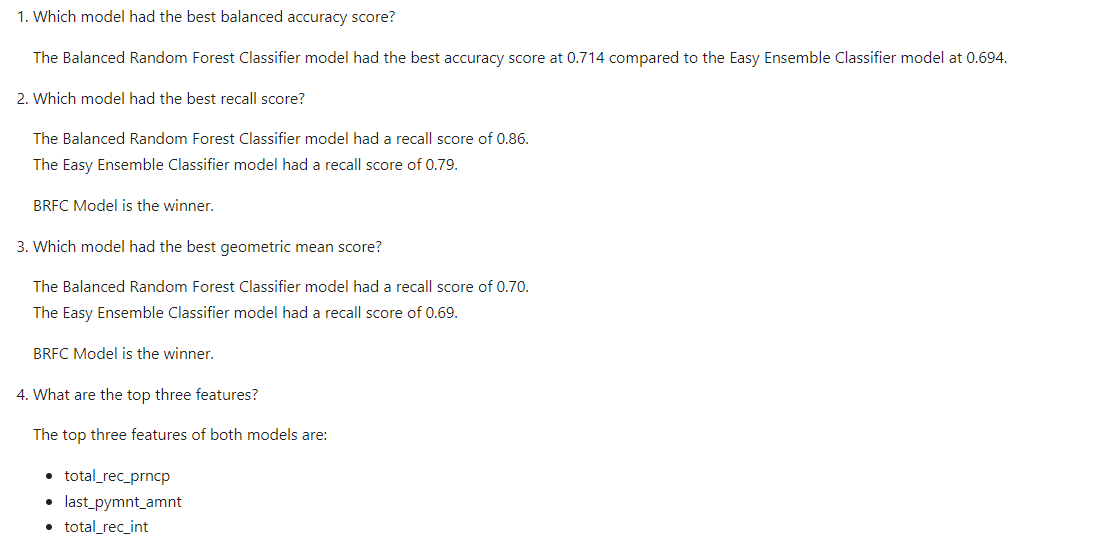 1. Which model had the best balanced accuracy score?
The Balanced Random Forest Classifier model had the best accuracy score at 0.714 compared to the Easy Ensemble Classifier model at 0.694.
2. Which model had the best recall score?
The Balanced Random Forest Classifier model had a recall score of 0.86.
The Easy Ensemble Classifier model had a recall score of 0.79.
BRFC Model is the winner.
3. Which model had the best geometric mean score?
The Balanced Random Forest Classifier model had a recall score of 0.70.
The Easy Ensemble Classifier model had a recall score of 0.69.
BRFC Model is the winner.
4. What are the top three features?
The top three features of both models are:
• total_rec_prncp
• last_pymnt_amnt
• total_rec_int